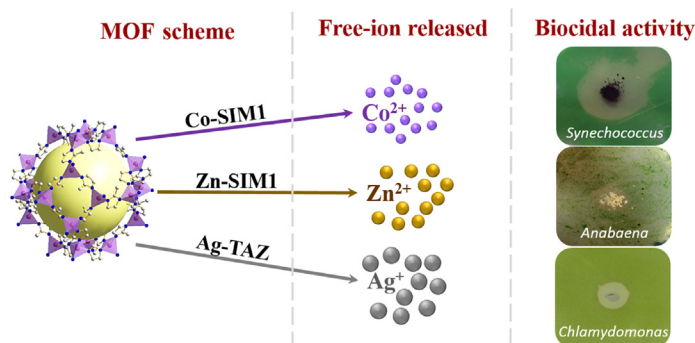 MOF scheme
Free-ion released
Biocidal activity
Co-SIM1
Co2+
Synechococcus
Zn-SIM1
Zn2+
Anabaena
Ag-TAZ
Ag+
Chlamydomonas